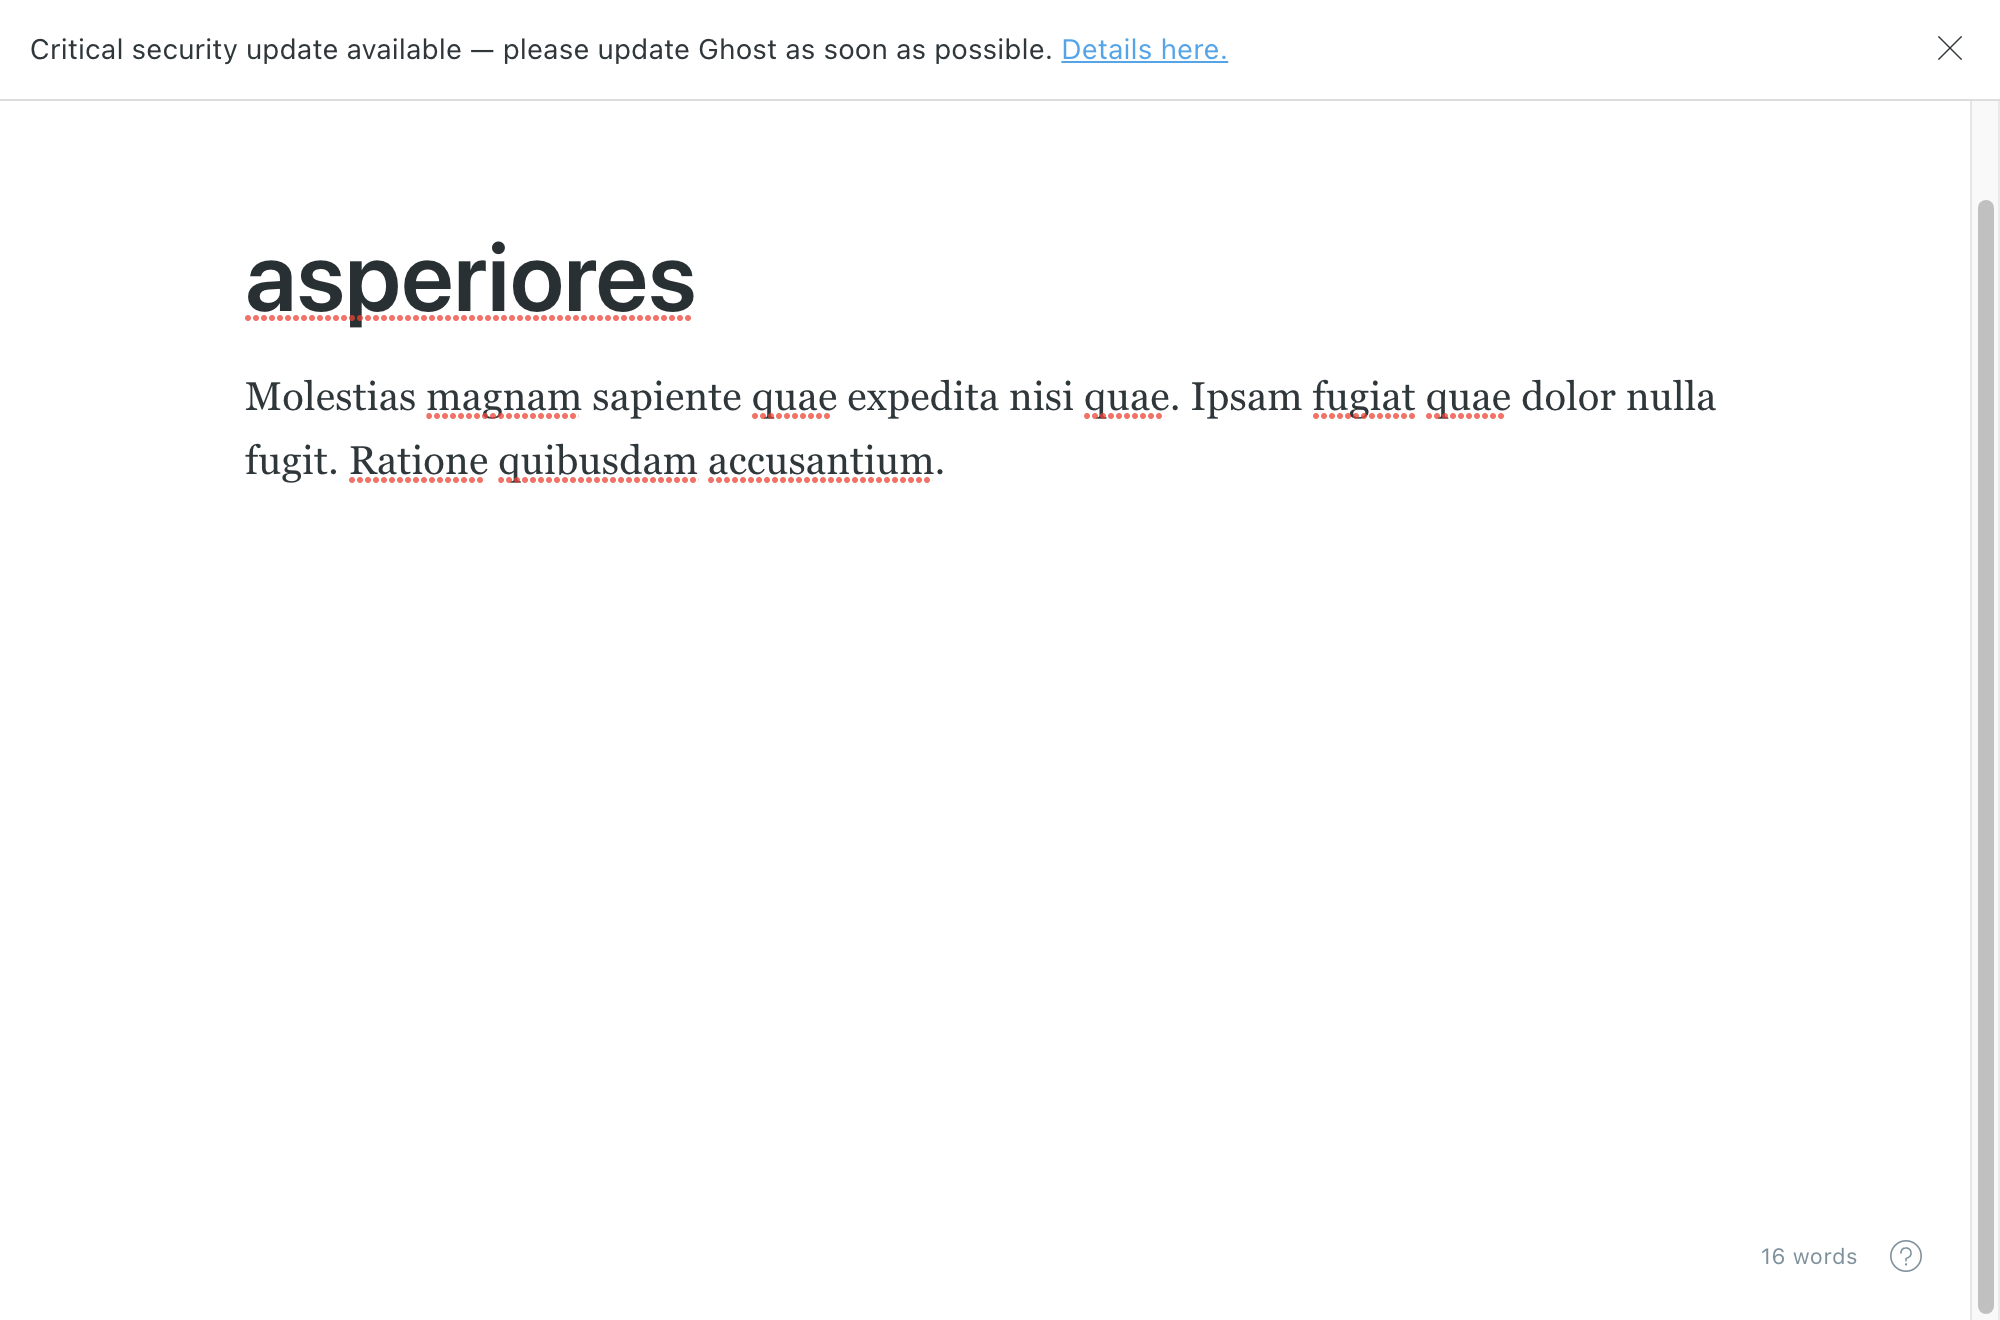 Critical security update available — please update Ghost as soon as possible. Details here.
asperiores
Molestias magnam sapiente quae expedita nisi quae. Ipsam fugiat quae dolor nulla
fugit. Ratione quibusdam accusantium.
16 words
?